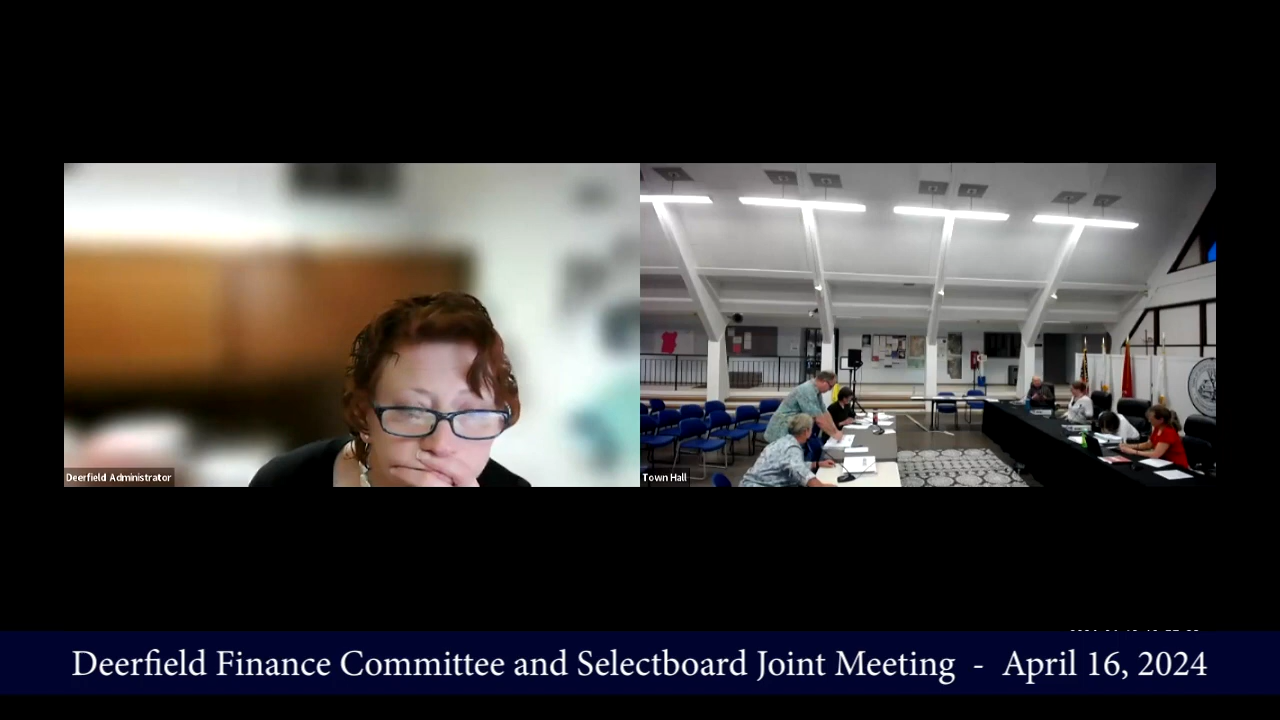 Deerfield Administrator
Town Hall
Deerfield Finance Committee and Selectboard Joint Meeting - April 16, 2024